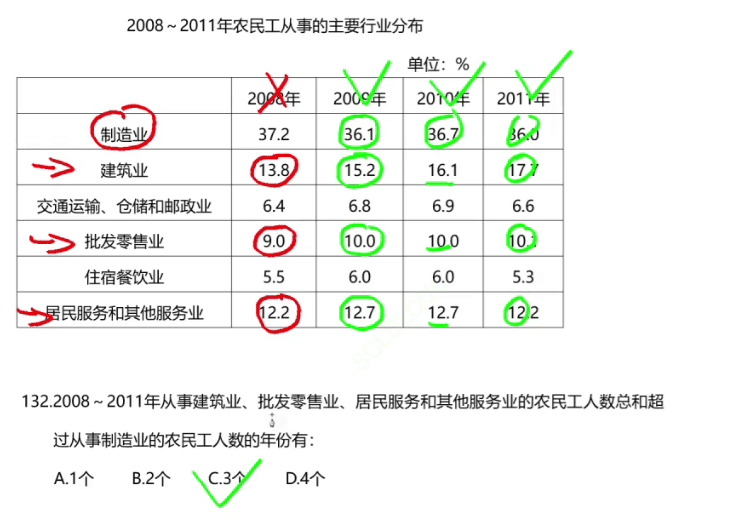 2008～2011年农民工从事的主要行业分布
单位：%
2008年 2009年 2010年 2011年
制造业 37.2 36.1 36.7 36.0
建筑业 13.8 15.2 16.1 17.7
交通运输、仓储和邮政业 6.4 6.8 6.9 6.6
批发零售业 9.0 10.0 10.0
住宿餐饮业 5.5 6.0 6.0 5.3
居民服务和其他服务业 12.2 12.7 12.7 12.2
132.2008～2011年从事建筑业、批发零售业、居民服务和其他服务业的农民工人数总和超
过从事制造业的农民工人数的年份有：
A.1个 B.2个 C.3个 D.4个